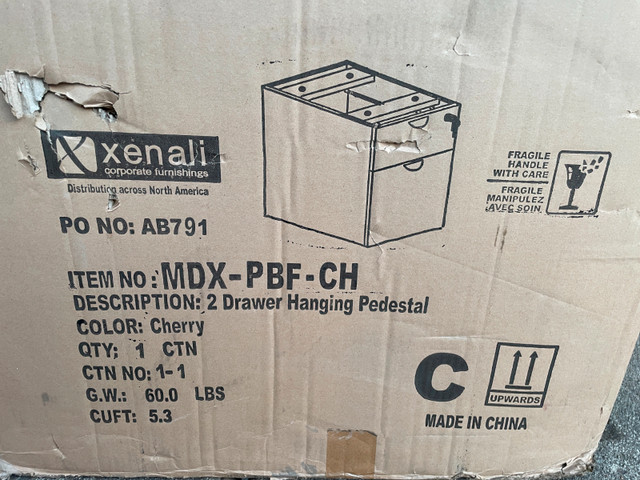 xenali
corporate furnishings
Distribution across North America
PO NO: AB791
FRAGILE
HANDLE
WITH CARE
FRAGILE
MANIPULEZ
AVEC SOIN
ITEM NO : MDX-PBF-CH
DESCRIPTION: 2 Drawer Hanging Pedestal
COLOR: Cherry
QTY; 1 CTN
CTN NO: 1-1
G.W.: 60.0 LBS
CUFT: 5.3
C
UPWARDS
MADE IN CHINA